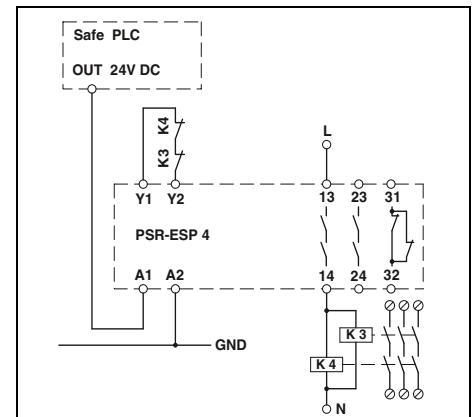 Safe PLC
OUT 24V DC
K4
K3
L
Y1 Y2 13 23 31
PSR-ESP 4
A1 A2 14 24 32
GND
K 3
K 4
N